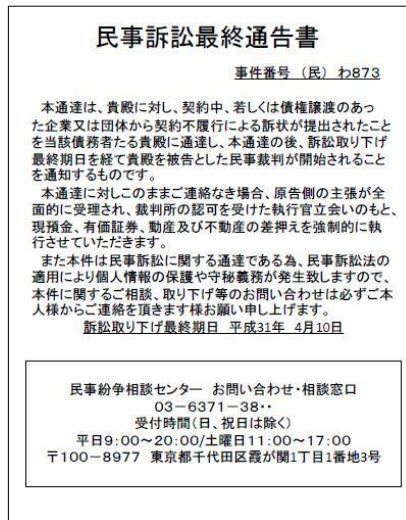 民事訴訟最終通告書
事件番号 (民) わ873
本通達は、貴殿に対し、契約中、若しくは債権譲渡のあっ
た企業又は団体から契約不履行による訴状が提出されたこと
を当該債務者たる貴殿に通達し、本通達の後、訴訟取り下げ
最終期日を経て貴殿を被告とした民事裁判が開始されること
を通知するものです。
本通達に対しこのままご連絡なき場合、原告側の主張が全
面的に受理され、裁判所の認可を受けた執行官立会いのもと、
現預金、有価証券、動産及び不動産の差押えを強制的に執
行させていただきます。
また本件は民事訴訟に関する通達である為、民事訴訟法の
適用により個人情報の保護や守秘義務が発生致しますので、
本件に関するご相談、取り下げ等のお問い合わせは必ずご本
人様からご連絡を頂きます様お願い申し上げます。
訴訟取り下げ最終期日 平成31年 4月10日
民事紛争相談センター お問い合わせ・相談窓口
03-6371-38・・
受付時間(日、祝日は除く)
平日9:00~20:00/土曜日11:00~17:00
〒100-8977 東京都千代田区霞が関1丁目1番地3号